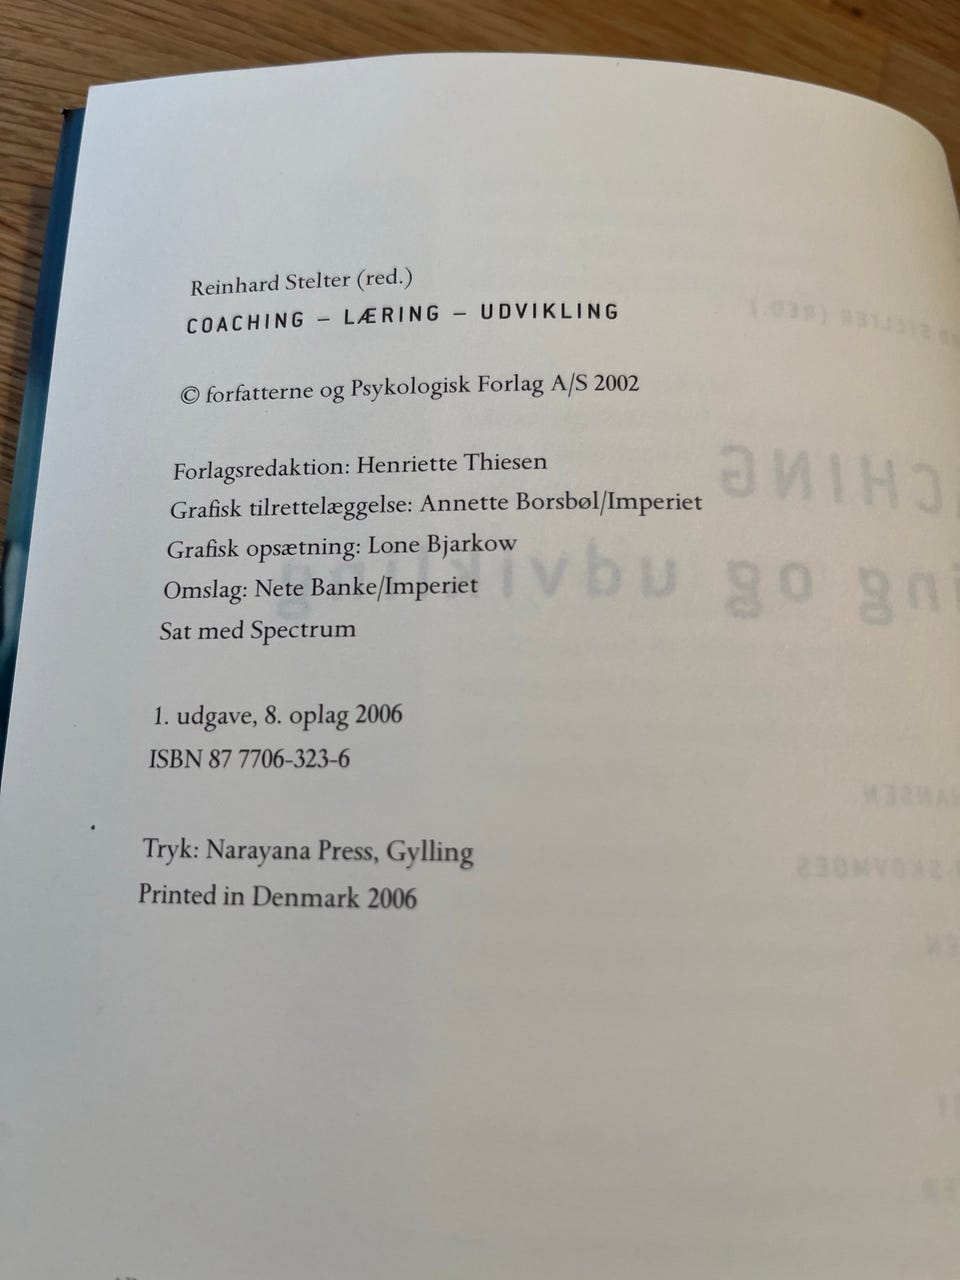 Reinhard Stelter (red.)
COACHING – LÆRING – UDVIKLING
© forfatterne og Psykologisk Forlag A/S 2002
Forlagsredaktion: Henriette Thiesen
Grafisk tilrettelæggelse: Annette Borsbøl/Imperiet
Grafisk opsætning: Lone Bjarkow
Omslag: Nete Banke/Imperiet
Sat med Spectrum
1. udgave, 8. oplag 2006
ISBN 87 7706-323-6
Tryk: Narayana Press, Gylling
Printed in Denmark 2006